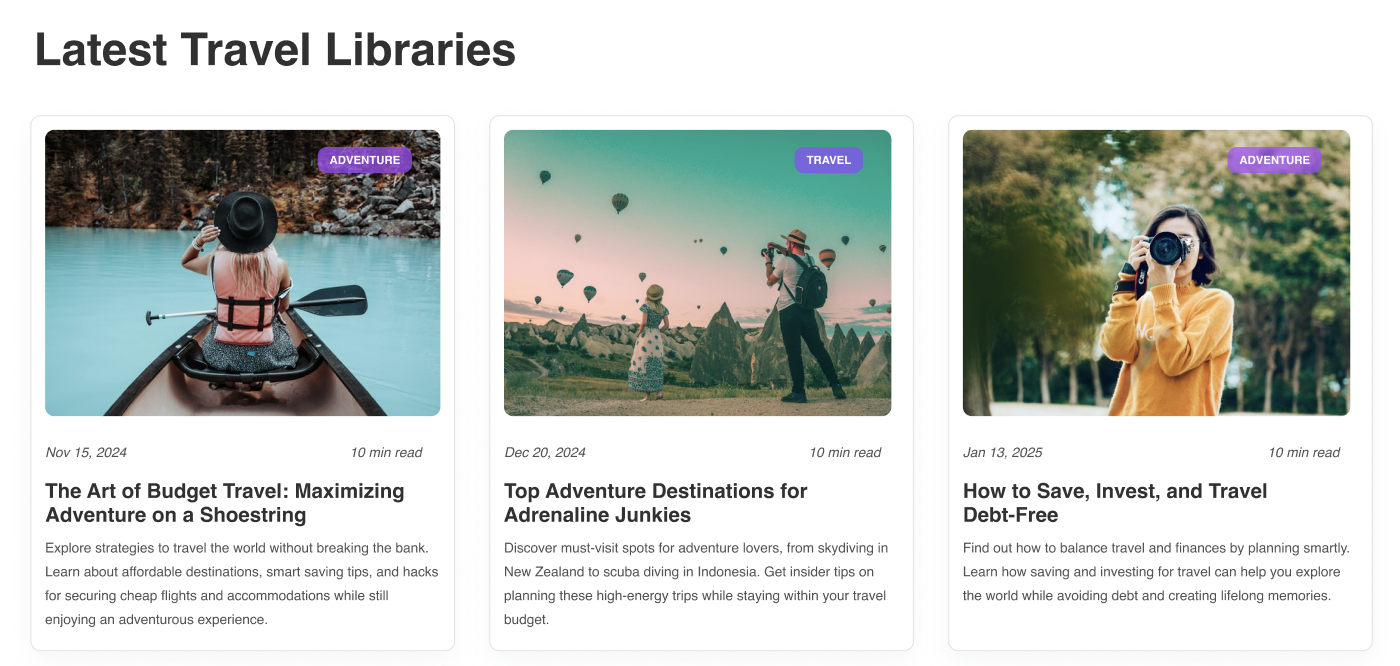 Latest Travel Libraries
ADVENTURE
Nov 15, 2024 10 min read
The Art of Budget Travel: Maximizing
Adventure on a Shoestring
Explore strategies to travel the world without breaking the bank.
Learn about affordable destinations, smart saving tips, and hacks
for securing cheap flights and accommodations while still
enjoying an adventurous experience.
TRAVEL
Dec 20, 2024 10 min read
Top Adventure Destinations for
Adrenaline Junkies
Discover must-visit spots for adventure lovers, from skydiving in
New Zealand to scuba diving in Indonesia. Get insider tips on
planning these high-energy trips while staying within your travel
budget.
ADVENTURE
Jan 13, 2025 10 min read
How to Save, Invest, and Travel
Debt-Free
Find out how to balance travel and finances by planning smartly.
Learn how saving and investing for travel can help you explore
the world while avoiding debt and creating lifelong memories.